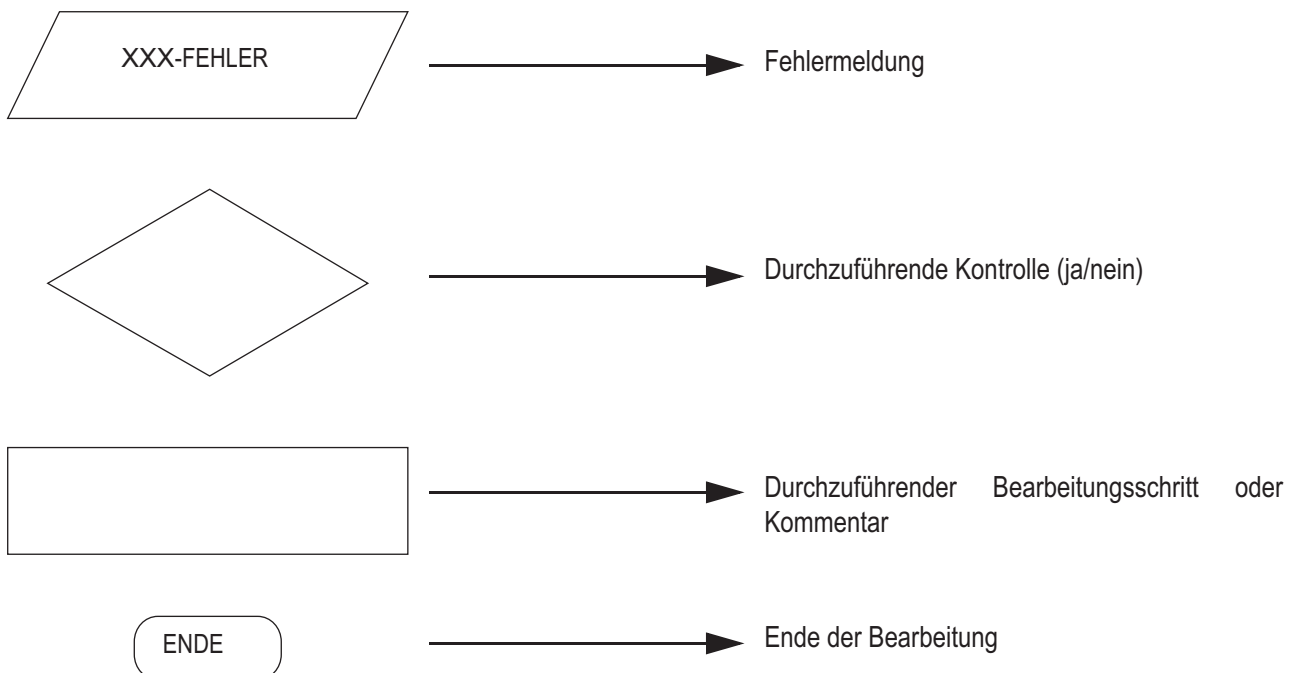 XXX-FEHLER
Fehlermeldung
Durchzuführende Kontrolle (ja/nein)
Durchzuführender Bearbeitungsschritt oder
Kommentar
ENDE
Ende der Bearbeitung